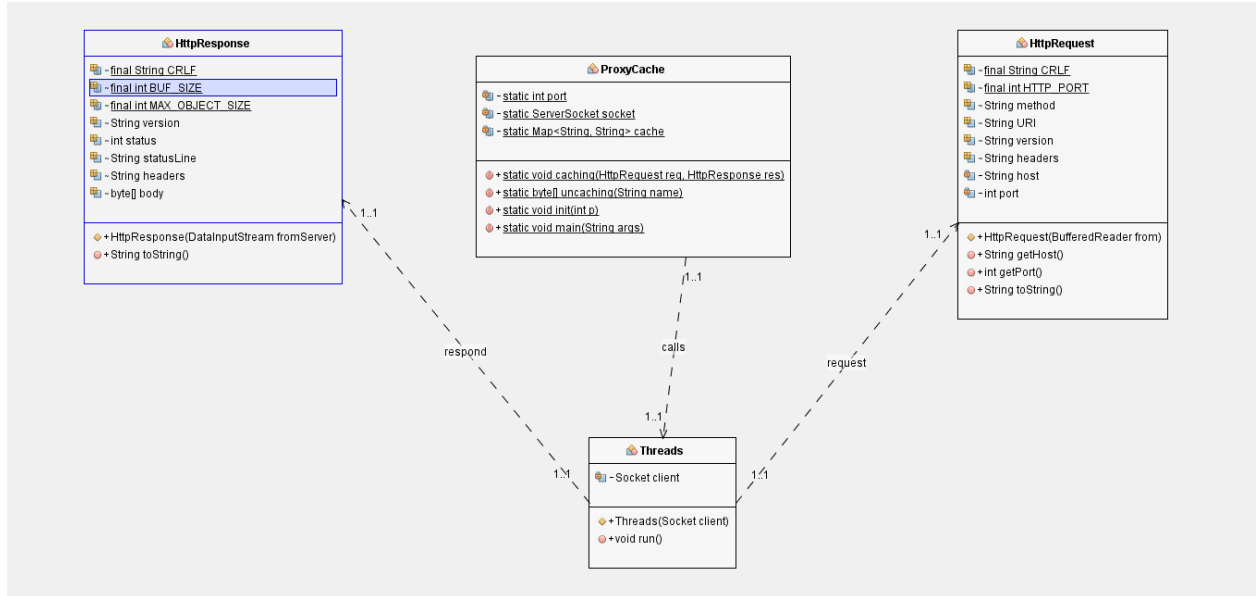 HttpResponse
~final String CRLF
~final int BUF_SIZE
~final int MAX_OBJECT_SIZE
~String version
~int status
~String statusLine
~String headers
~byte[] body
+HttpResponse(DataInputStream fromServer)
+String toString()
ProxyCache
-static int port
-static ServerSocket socket
-static Map<String, String> cache
+static void caching(HttpRequest req, HttpResponse res)
+static byte[] uncaching(String name)
+static void init(int p)
+static void main(String args)
HttpRequest
~final String CRLF
~final int HTTP_PORT
~String method
~String URI
~String version
~String headers
-String host
-int port
+HttpRequest(BufferedReader from)
+String getHost()
+int getPort()
+String toString()
1..1
1..1
1..1
respond
calls
request
1..1
1..1
1..1
Threads
-Socket client
+Threads(Socket client)
+void run()